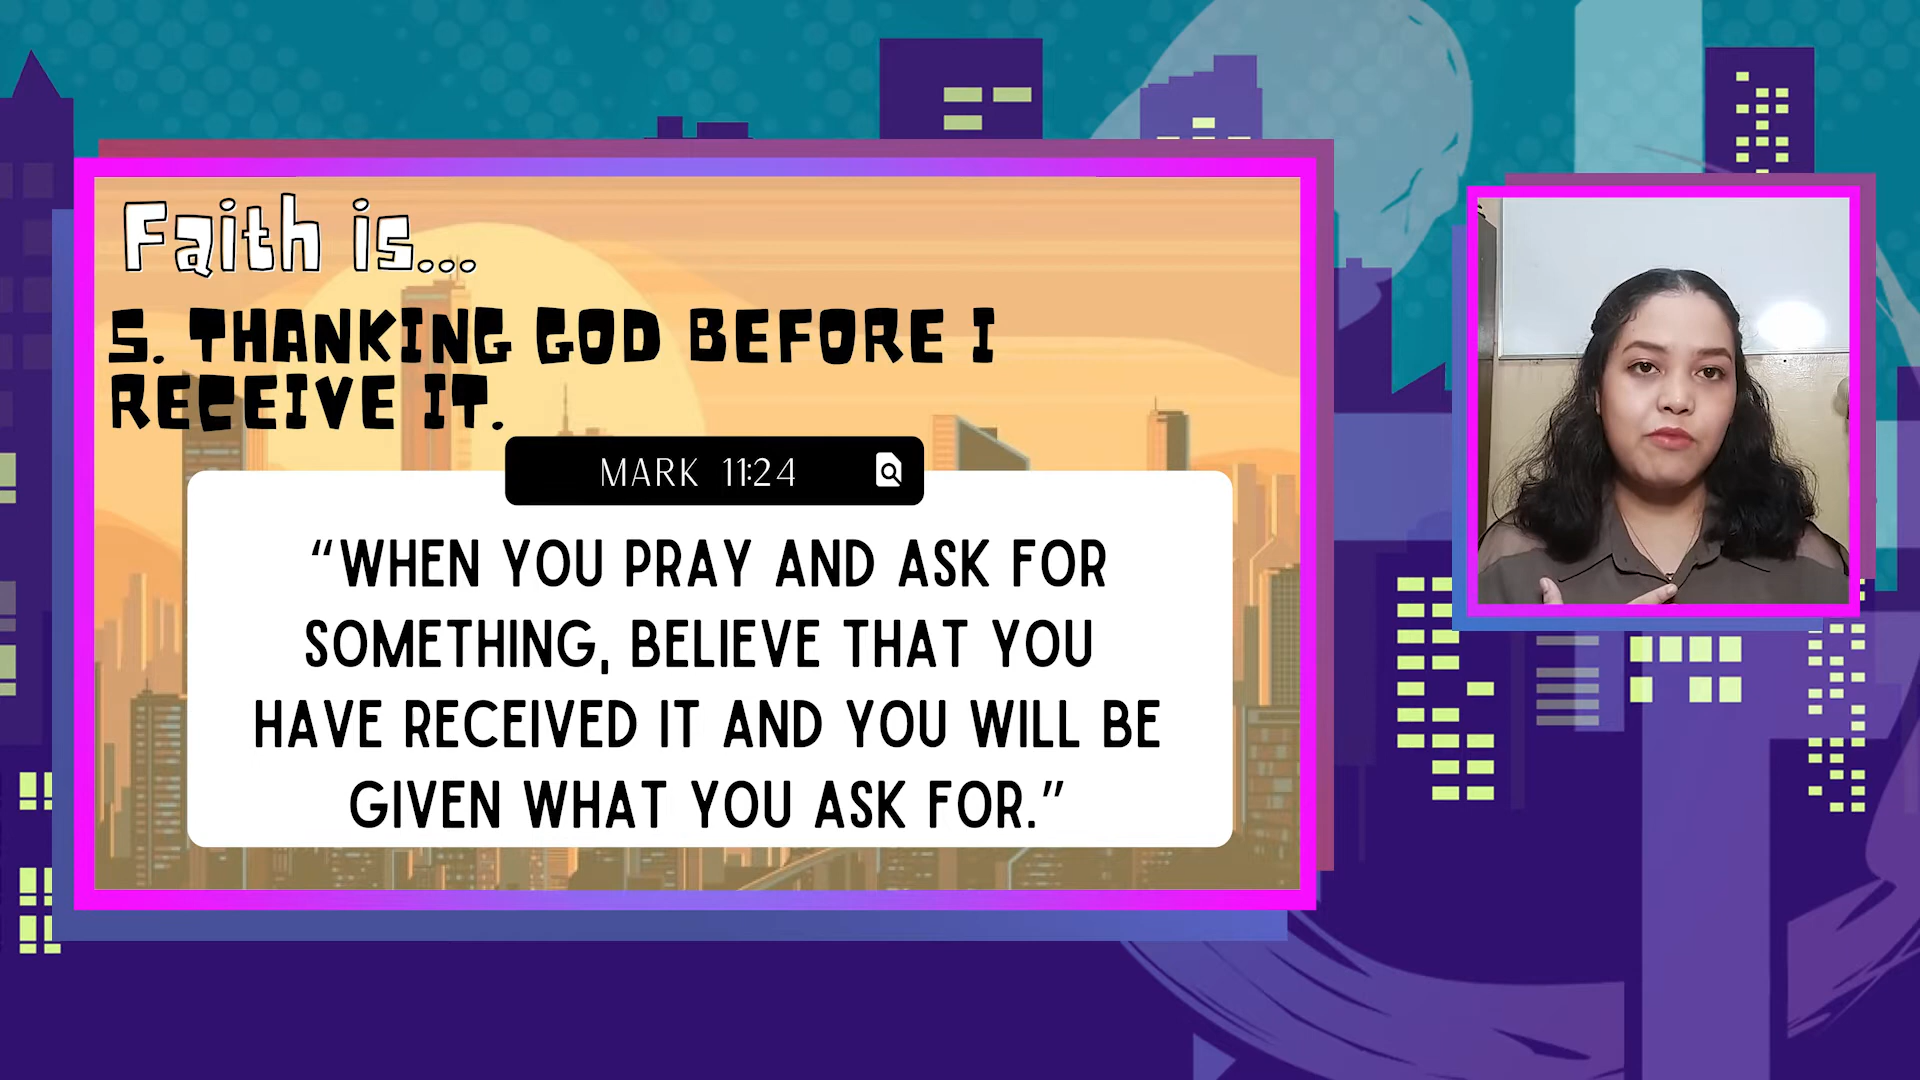 Faith is...
5. THANKING GOD BEFORE I
RECEIVE IT.
MARK 11:24
“WHEN YOU PRAY AND ASK FOR
SOMETHING, BELIEVE THAT YOU
HAVE RECEIVED IT AND YOU WILL BE
GIVEN WHAT YOU ASK FOR.”